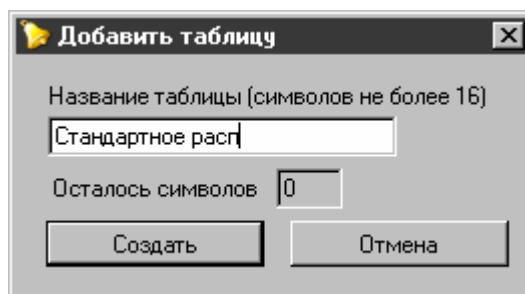 Добавить таблицу
Название таблицы (символов не более 16)
Стандартное расп
Осталось символов 0
Создать Отмена